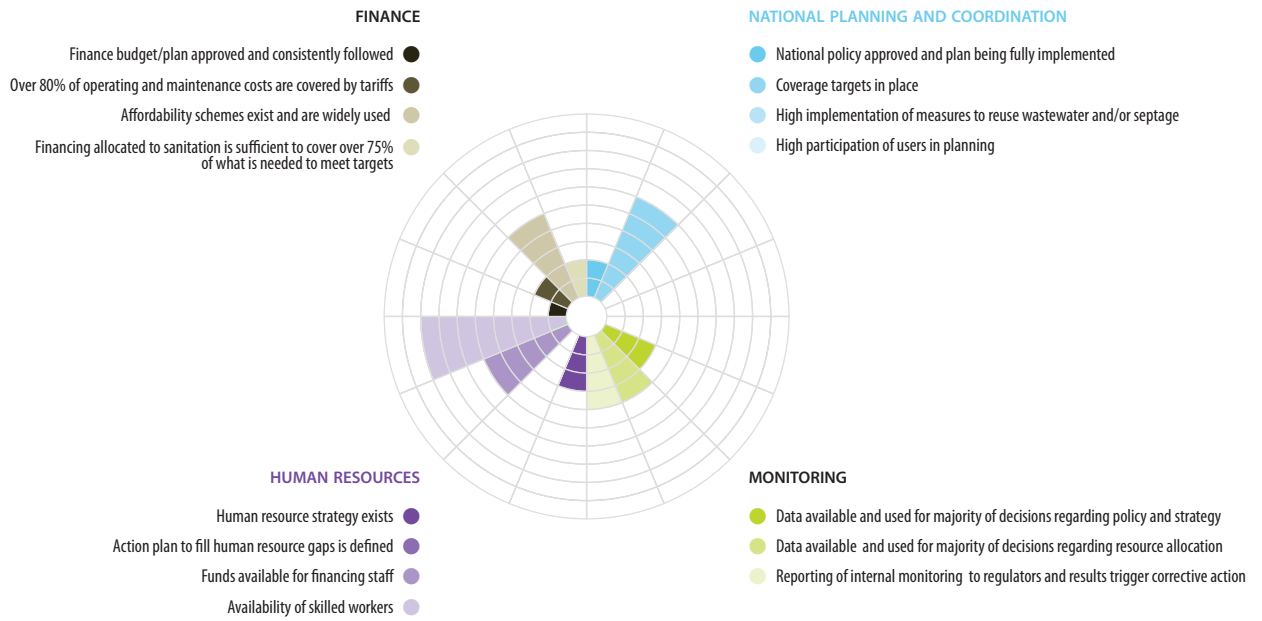 FINANCE
Finance budget/plan approved and consistently followed
Over 80% of operating and maintenance costs are covered by tariffs
Affordability schemes exist and are widely used
Financing allocated to sanitation is sufficient to cover over 75%
of what is needed to meet targets
NATIONAL PLANNING AND COORDINATION
National policy approved and plan being fully implemented
Coverage targets in place
High implementation of measures to reuse wastewater and/or septage
High participation of users in planning
HUMAN RESOURCES
Human resource strategy exists
Action plan to fill human resource gaps is defined
Funds available for financing staff
Availability of skilled workers
MONITORING
Data available and used for majority of decisions regarding policy and strategy
Data available and used for majority of decisions regarding resource allocation
Reporting of internal monitoring to regulators and results trigger corrective action